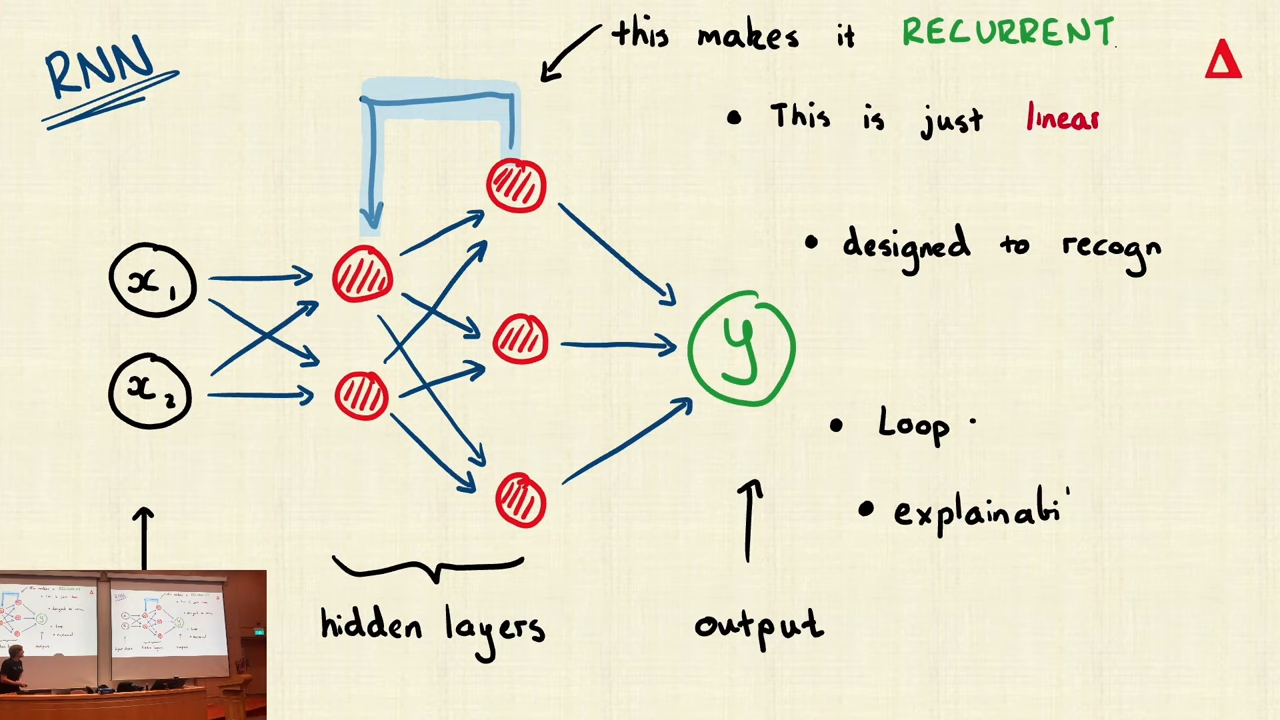 RNN
this makes it RECURRENT
• This is just linear
• designed to recogn
x₁
x₂
y
• Loop
• explainabi
hidden layers
output